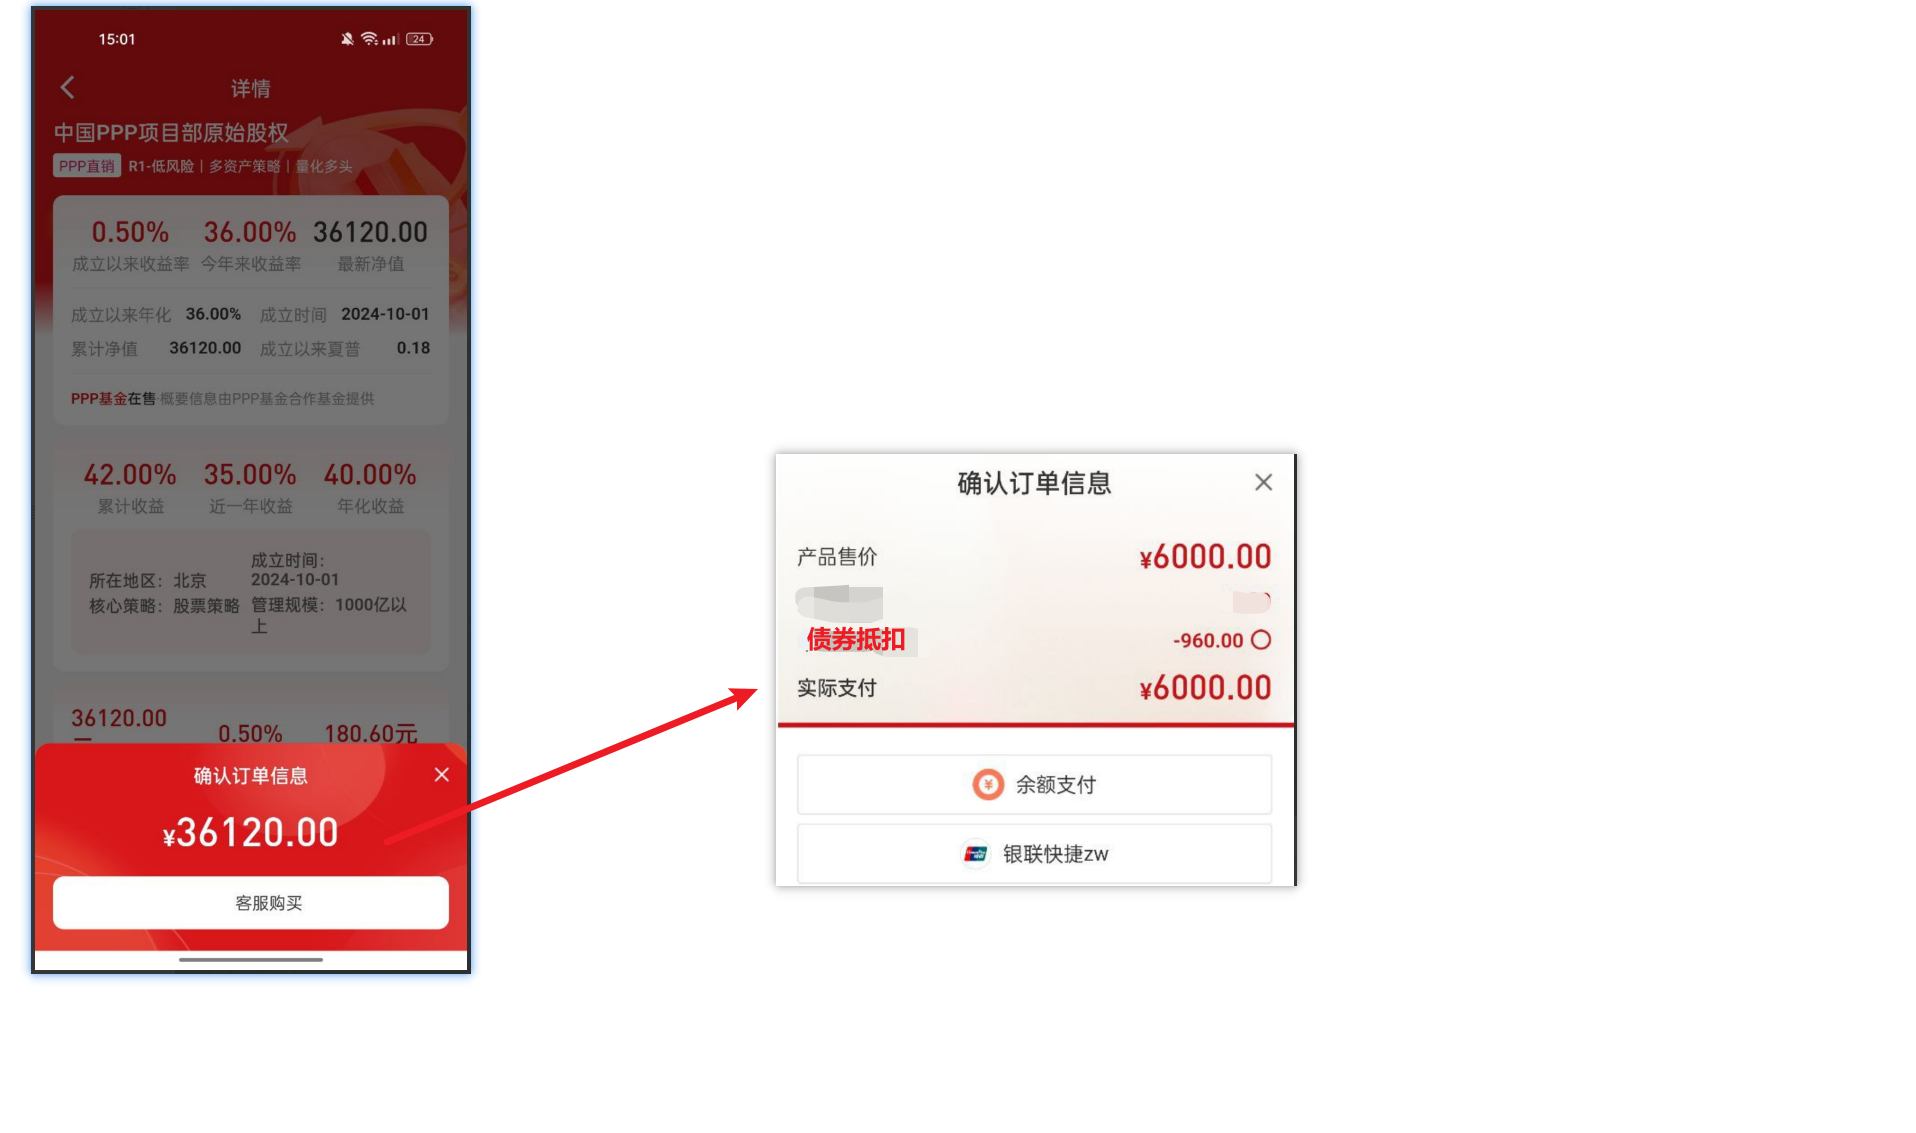 15:01
24
详情
中国PPP项目部原始股权
PPP直销 R1-低风险 | 多资产策略 | 量化多头
0.50% 36.00% 36120.00
成立以来收益率 今年来收益率 最新净值
成立以来年化 36.00% 成立时间 2024-10-01
累计净值 36120.00 成立以来夏普 0.18
PPP基金在售·概要信息由PPP基金合作基金提供
42.00% 35.00% 40.00%
累计收益 近一年收益 年化收益
所在地区：北京
核心策略：股票策略
成立时间：
2024-10-01
管理规模：1000亿以
上
36120.00
0.50% 180.60元
确认订单信息
¥36120.00
客服购买
确认订单信息
产品售价 ¥6000.00
债券抵扣 -960.00
实际支付 ¥6000.00
余额支付
银联快捷zw